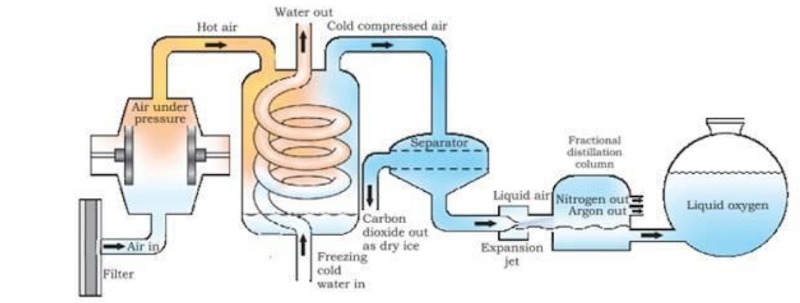 Water out
Hot air
Cold compressed air
Air under
pressure
Separator
Fractional
distillation
column
Liquid air
Nitrogen out
Argon out
Liquid oxygen
Carbon
dioxide out
as dry ice
Expansion
jet
Air in
Filter
Freezing
cold
water in